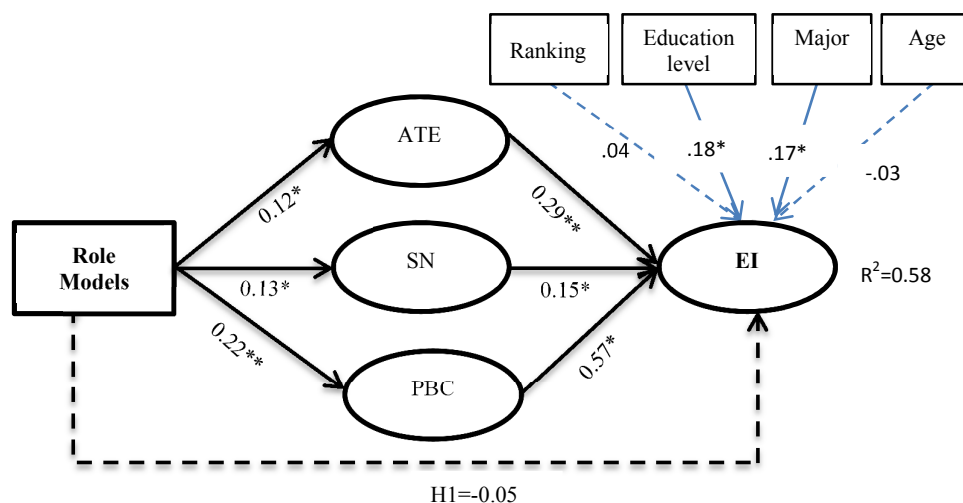 Ranking
Education
level
Major
Age
ATE
.04
.18*
.17*
-.03
0.12*
0.29**
Role
Models
SN
EI
R²=0.58
0.13*
0.15*
0.22**
0.57*
PBC
H1=-0.05